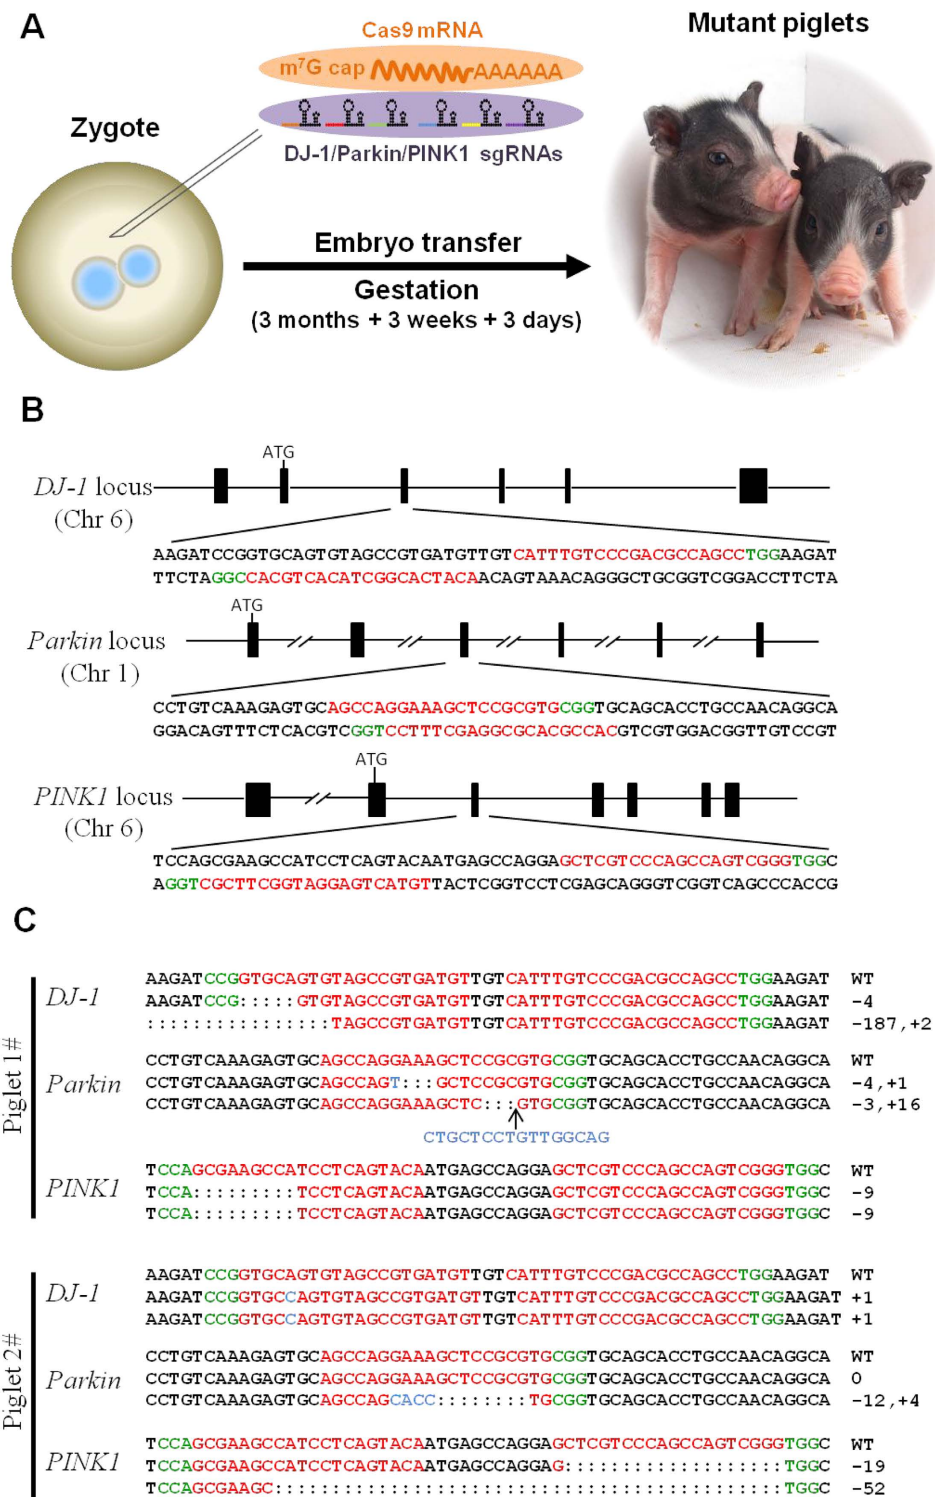 A
Cas9 mRNA
Mutant piglets
m⁷G cap AAAAAA
Zygote
DJ-1/Parkin/PINK1 sgRNAs
Embryo transfer
Gestation
(3 months + 3 weeks + 3 days)
B
ATG
DJ-1 locus
(Chr 6)
AAGATCCGGTGCAGTGTAGCCGTGATGTTGTCATTTGTCCCGACGCCAGCCTGGAAGAT
TTCTAGGCCACGTCACATCGGCACTACAACAGTAAACAGGGCTGCGGTCGGACCTTCTA
ATG
Parkin locus
(Chr 1)
CCTGTCAAAGAGTGCAGCCAGGAAAGCTCCGCGTGCGGTGCAGCACCTGCCAACAGGCA
GGACAGTTTCTCACGTCGGTCCTTTCGAGGCGCACGCCACGTCGTGGACGGTTGTCCGT
ATG
PINK1 locus
(Chr 6)
TCCAGCGAAGCCATCCTCAGTACAATGAGCCAGGAGCTCGTCCCAGCCAGTCGGGTGGC
AGGTCGCTTCGGTAGGAGTCATGTTACTCGGTCCTCGAGCAGGGTCGGTCAGCCCACCG
C
Piglet 1#
DJ-1
AAGATCCGGTGCAGTGTAGCCGTGATGTTGTCATTTGTCCCGACGCCAGCCTGGAAGAT WT
AAGATCCG:::::GTGTAGCCGTGATGTTGTCATTTGTCCCGACGCCAGCCTGGAAGAT -4
::::::::::::::::TAGCCGTGATGTTGTCATTTGTCCCGACGCCAGCCTGGAAGAT -187,+2
Parkin
CCTGTCAAAGAGTGCAGCCAGGAAAGCTCCGCGTGCGGTGCAGCACCTGCCAACAGGCA WT
CCTGTCAAAGAGTGCAGCCAGT:::GCTCCGCGTGCGGTGCAGCACCTGCCAACAGGCA -4,+1
CCTGTCAAAGAGTGCAGCCAGGAAAGCTC:::GTGCGGTGCAGCACCTGCCAACAGGCA -3,+16
CTGCTCCTGTTGGCAG
PINK1
TCCAGCGAAGCCATCCTCAGTACAATGAGCCAGGAGCTCGTCCCAGCCAGTCGGGTGGC WT
TCCA:::::::::TCCTCAGTACAATGAGCCAGGAGCTCGTCCCAGCCAGTCGGGTGGC -9
TCCA:::::::::TCCTCAGTACAATGAGCCAGGAGCTCGTCCCAGCCAGTCGGGTGGC -9
Piglet 2#
DJ-1
AAGATCCGGTGCAGTGTAGCCGTGATGTTGTCATTTGTCCCGACGCCAGCCTGGAAGAT WT
AAGATCCGGTGCCAGTGTAGCCGTGATGTTGTCATTTGTCCCGACGCCAGCCTGGAAGAT +1
AAGATCCGGTGCCAGTGTAGCCGTGATGTTGTCATTTGTCCCGACGCCAGCCTGGAAGAT +1
Parkin
CCTGTCAAAGAGTGCAGCCAGGAAAGCTCCGCGTGCGGTGCAGCACCTGCCAACAGGCA WT
CCTGTCAAAGAGTGCAGCCAGGAAAGCTCCGCGTGCGGTGCAGCACCTGCCAACAGGCA 0
CCTGTCAAAGAGTGCAGCCAGCACC::::::::TGCGGTGCAGCACCTGCCAACAGGCA -12,+4
PINK1
TCCAGCGAAGCCATCCTCAGTACAATGAGCCAGGAGCTCGTCCCAGCCAGTCGGGTGGC WT
TCCAGCGAAGCCATCCTCAGTACAATGAGCCAGGAG:::::::::::::::::::TGGC -19
TCCAGCGAAGC::::::::::::::::::::::::::::::::::::::::::::TGGC -52